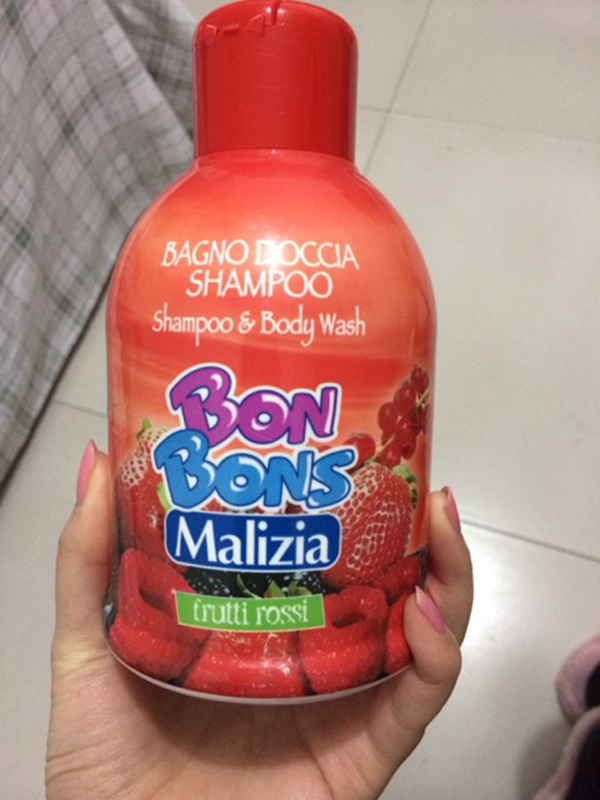 BAGNO DOCCIA
SHAMPOO
Shampoo & Body Wash
BON
BONS
Malizia
frutti rossi